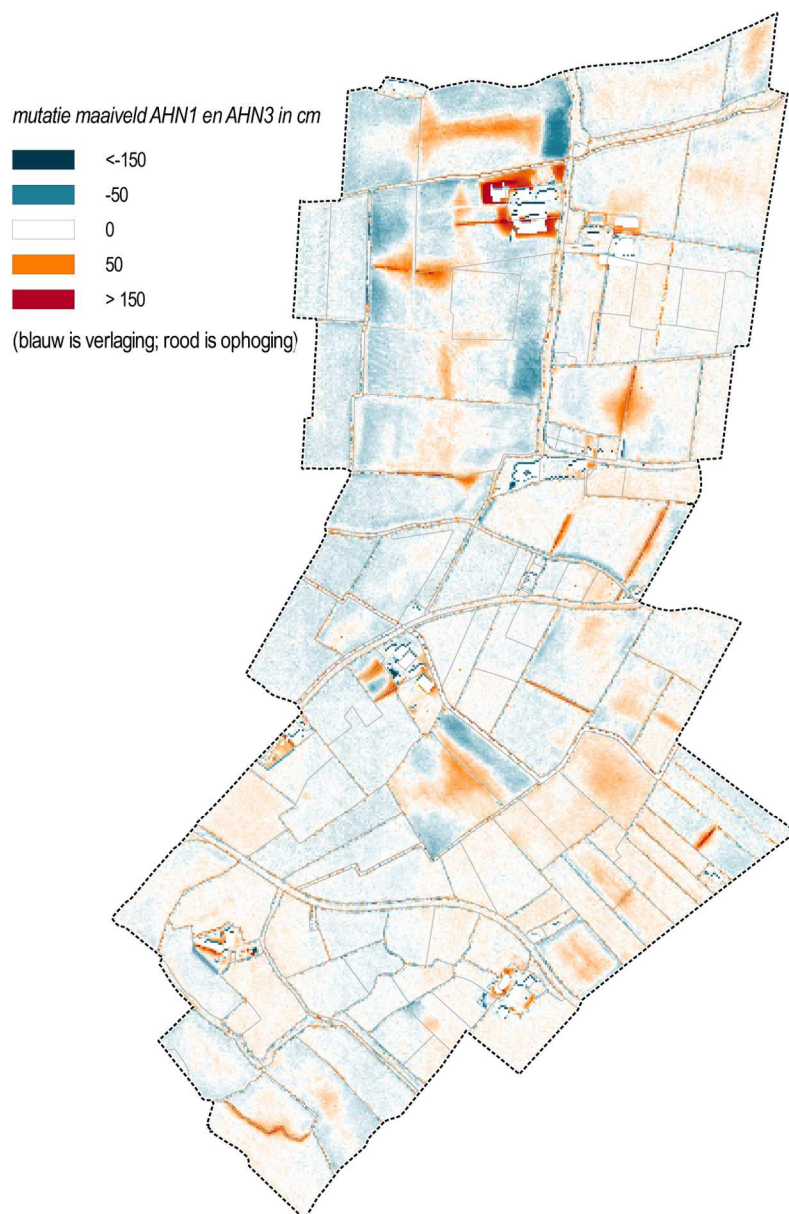 mutatie maaiveld AHN1 en AHN3 in cm
<-150
-50
0
50
> 150
(blauw is verlaging; rood is ophoging)